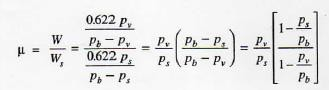 μ = W/W_s = (0.622 p_v / (p_b − p_v)) / (0.622 p_s / (p_b − p_s)) = p_v/p_s ((p_b − p_s)/(p_b − p_v)) = p_v/p_s [(1 − p_s/p_b)/(1 − p_v/p_b)]